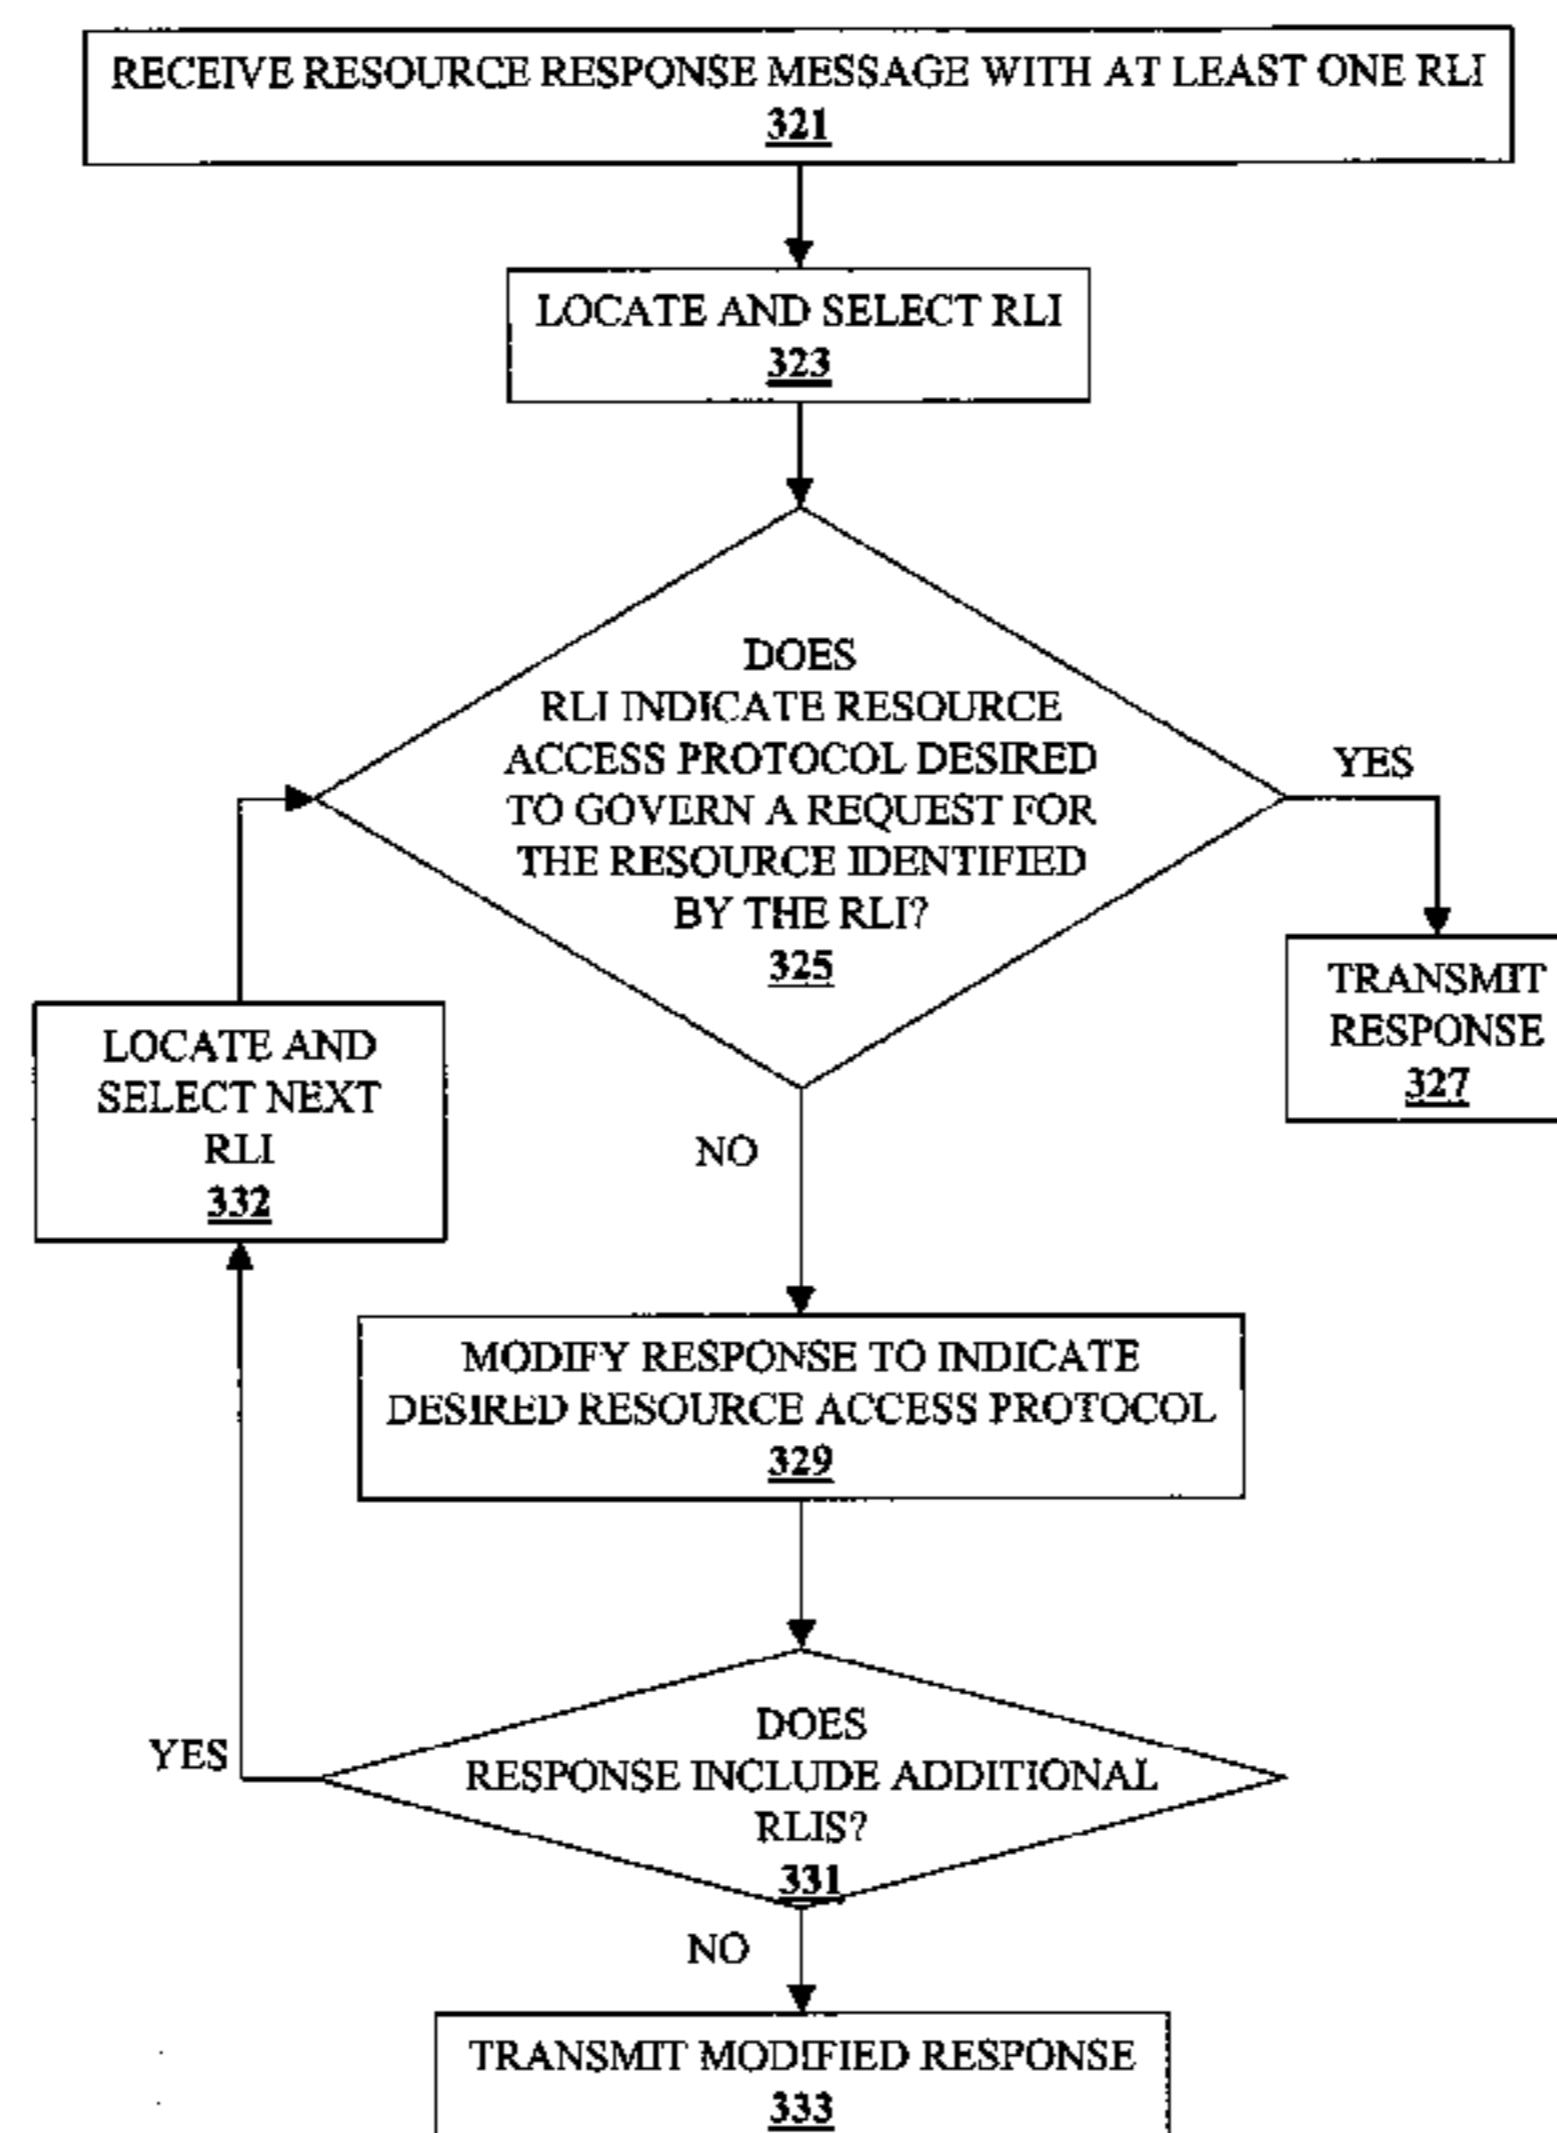 RECEIVE RESOURCE RESPONSE MESSAGE WITH AT LEAST ONE RLI
321
LOCATE AND SELECT RLI
323
DOES
RLI INDICATE RESOURCE
ACCESS PROTOCOL DESIRED
TO GOVERN A REQUEST FOR
THE RESOURCE IDENTIFIED
BY THE RLI?
325
YES
TRANSMIT
RESPONSE
327
LOCATE AND
SELECT NEXT
RLI
332
NO
MODIFY RESPONSE TO INDICATE
DESIRED RESOURCE ACCESS PROTOCOL
329
DOES
RESPONSE INCLUDE ADDITIONAL
RLIS?
331
YES
NO
TRANSMIT MODIFIED RESPONSE
333